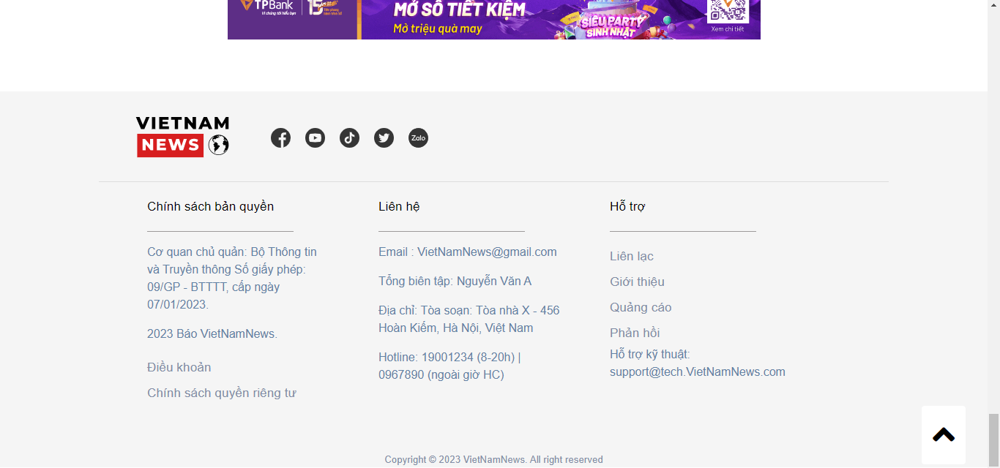 TPBank
Vì chúng tôi hiểu bạn
15
MỞ SỔ TIẾT KIỆM
Mở triệu quà may
SIÊU PARTY
SINH NHẬT
Xem chi tiết
VIETNAM
NEWS
Zalo
Chính sách bản quyền
Liên hệ
Hỗ trợ
Cơ quan chủ quản: Bộ Thông tin
và Truyền thông Số giấy phép:
09/GP - BTTTT, cấp ngày
07/01/2023.
2023 Báo VietNamNews.
Điều khoản
Chính sách quyền riêng tư
Email : VietNamNews@gmail.com
Tổng biên tập: Nguyễn Văn A
Địa chỉ: Tòa soạn: Tòa nhà X - 456
Hoàn Kiếm, Hà Nội, Việt Nam
Hotline: 19001234 (8-20h) |
0967890 (ngoài giờ HC)
Liên lạc
Giới thiệu
Quảng cáo
Phản hồi
Hỗ trợ kỹ thuật:
support@tech.VietNamNews.com
Copyright © 2023 VietNamNews. All right reserved